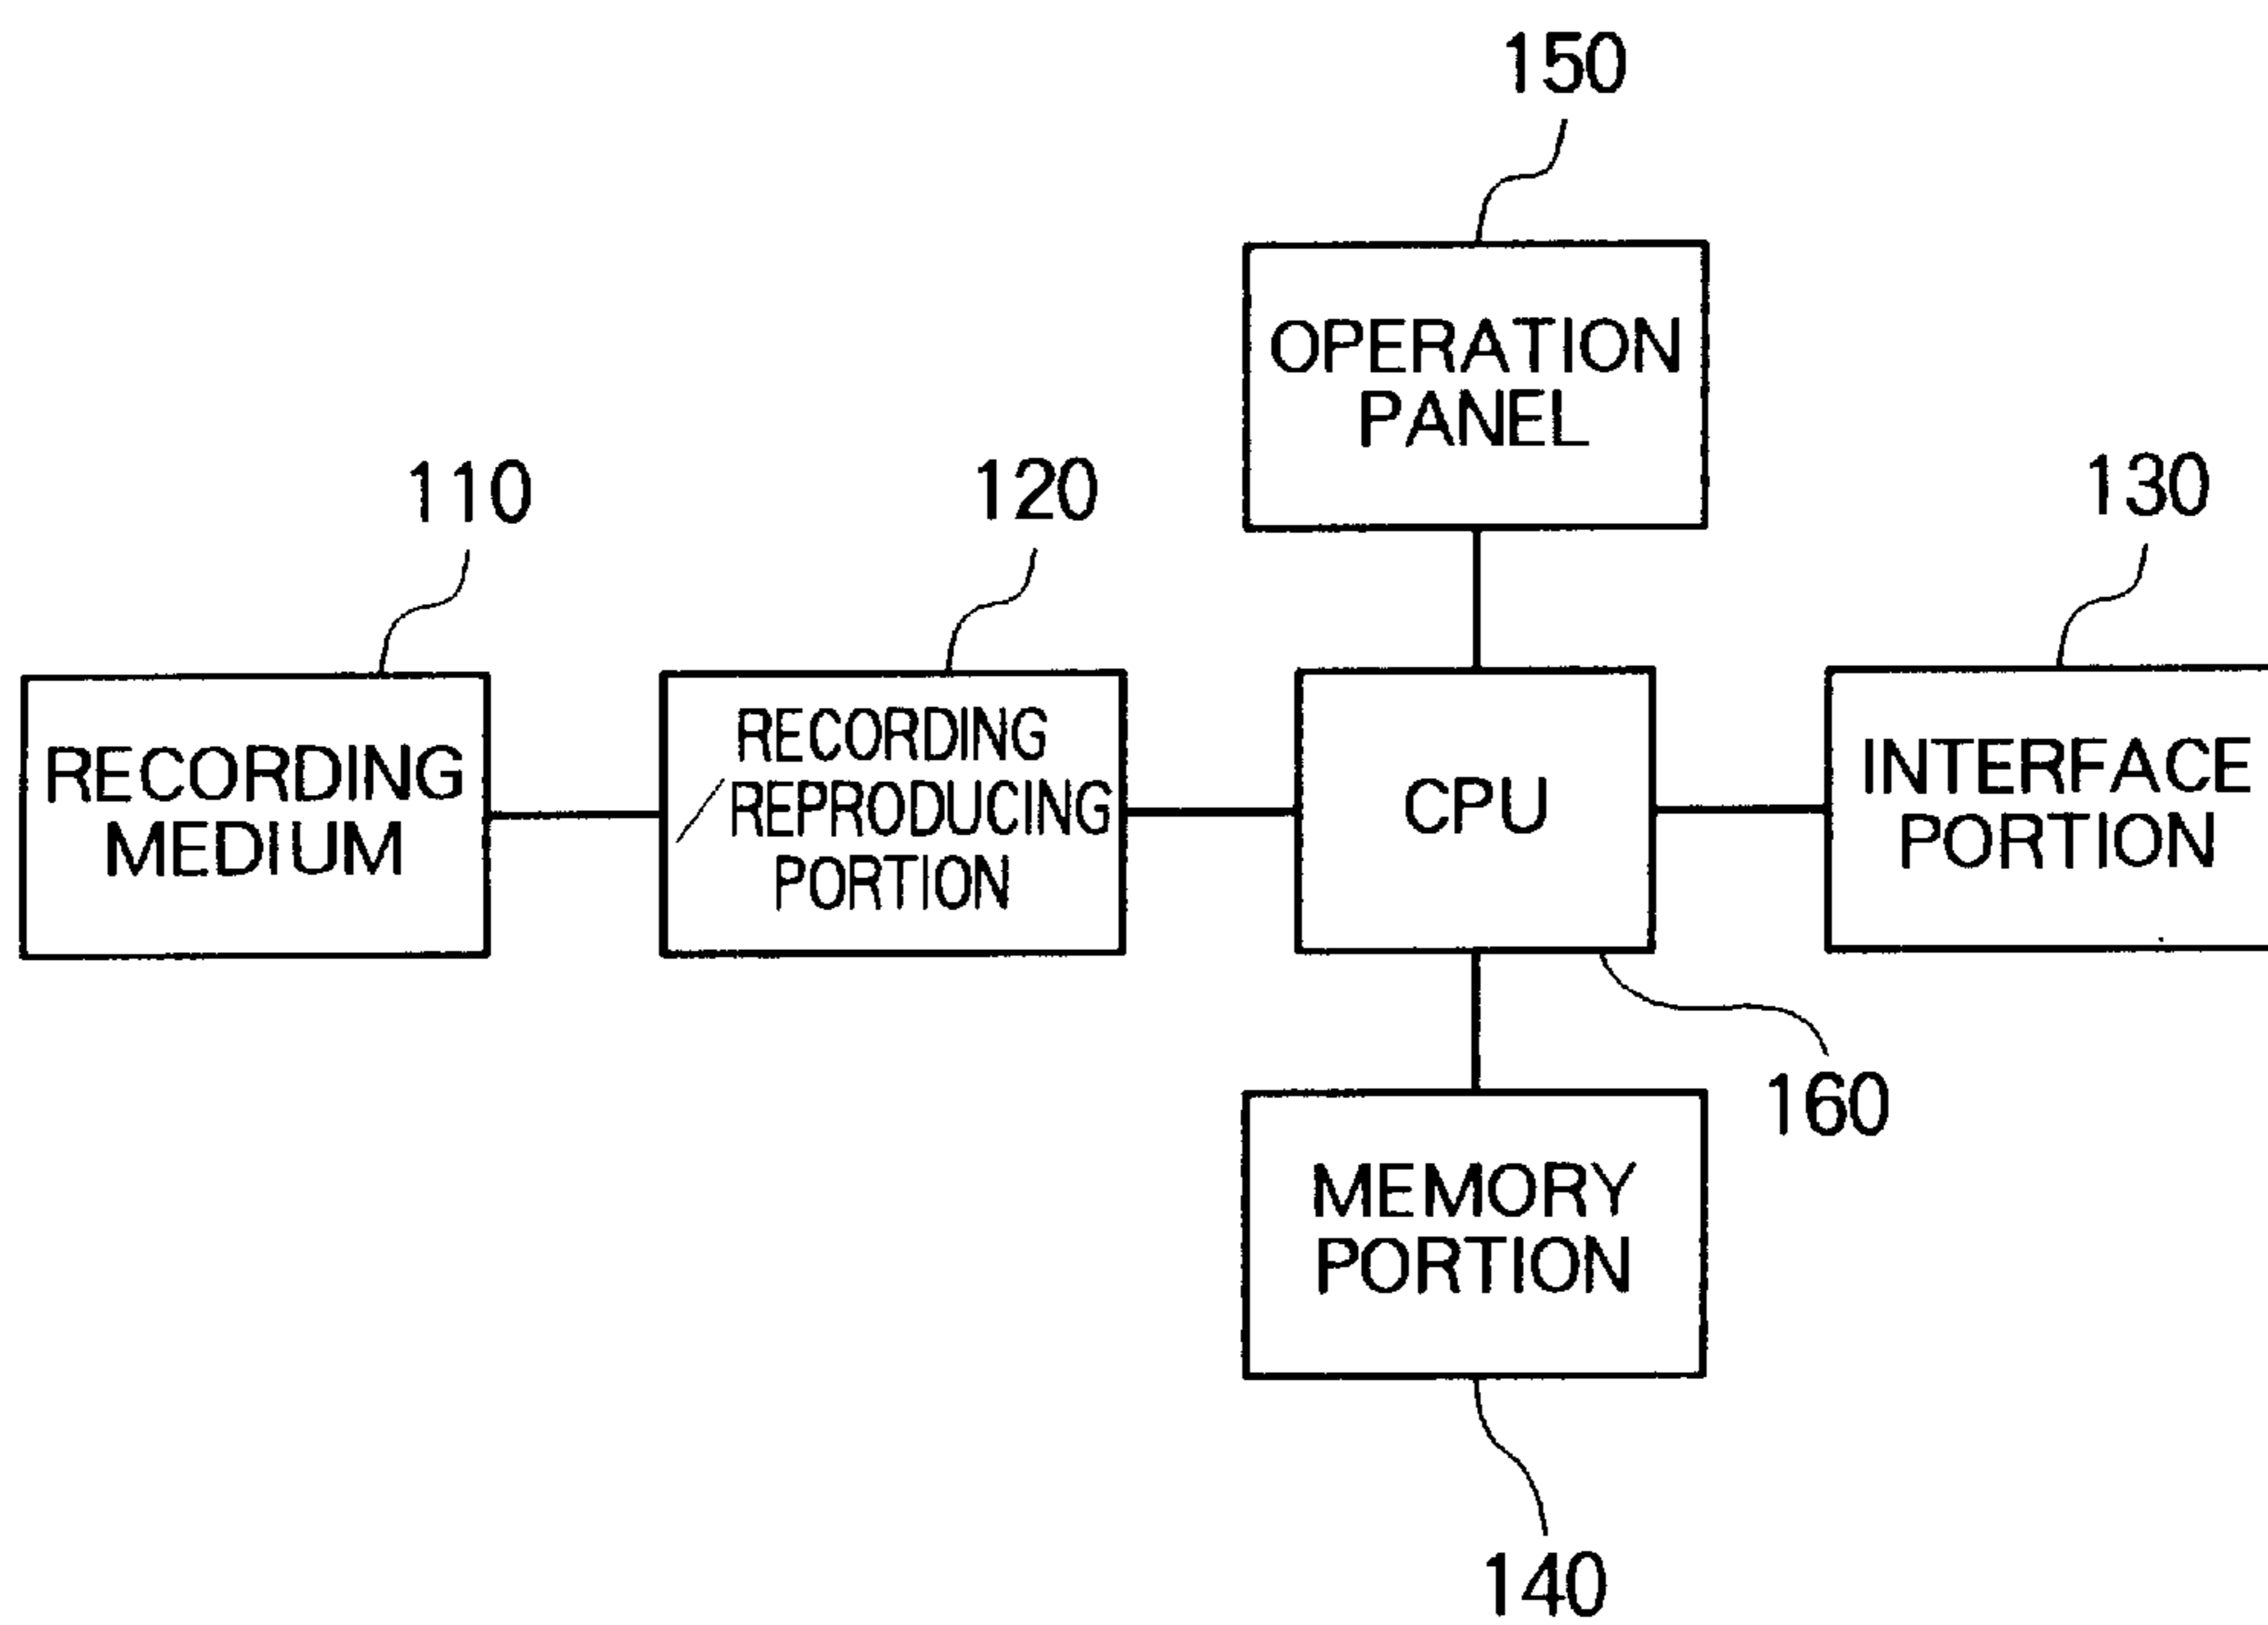 150
OPERATION
PANEL
110
120
130
RECORDING
MEDIUM
RECORDING
/REPRODUCING
PORTION
CPU
INTERFACE
PORTION
160
MEMORY
PORTION
140